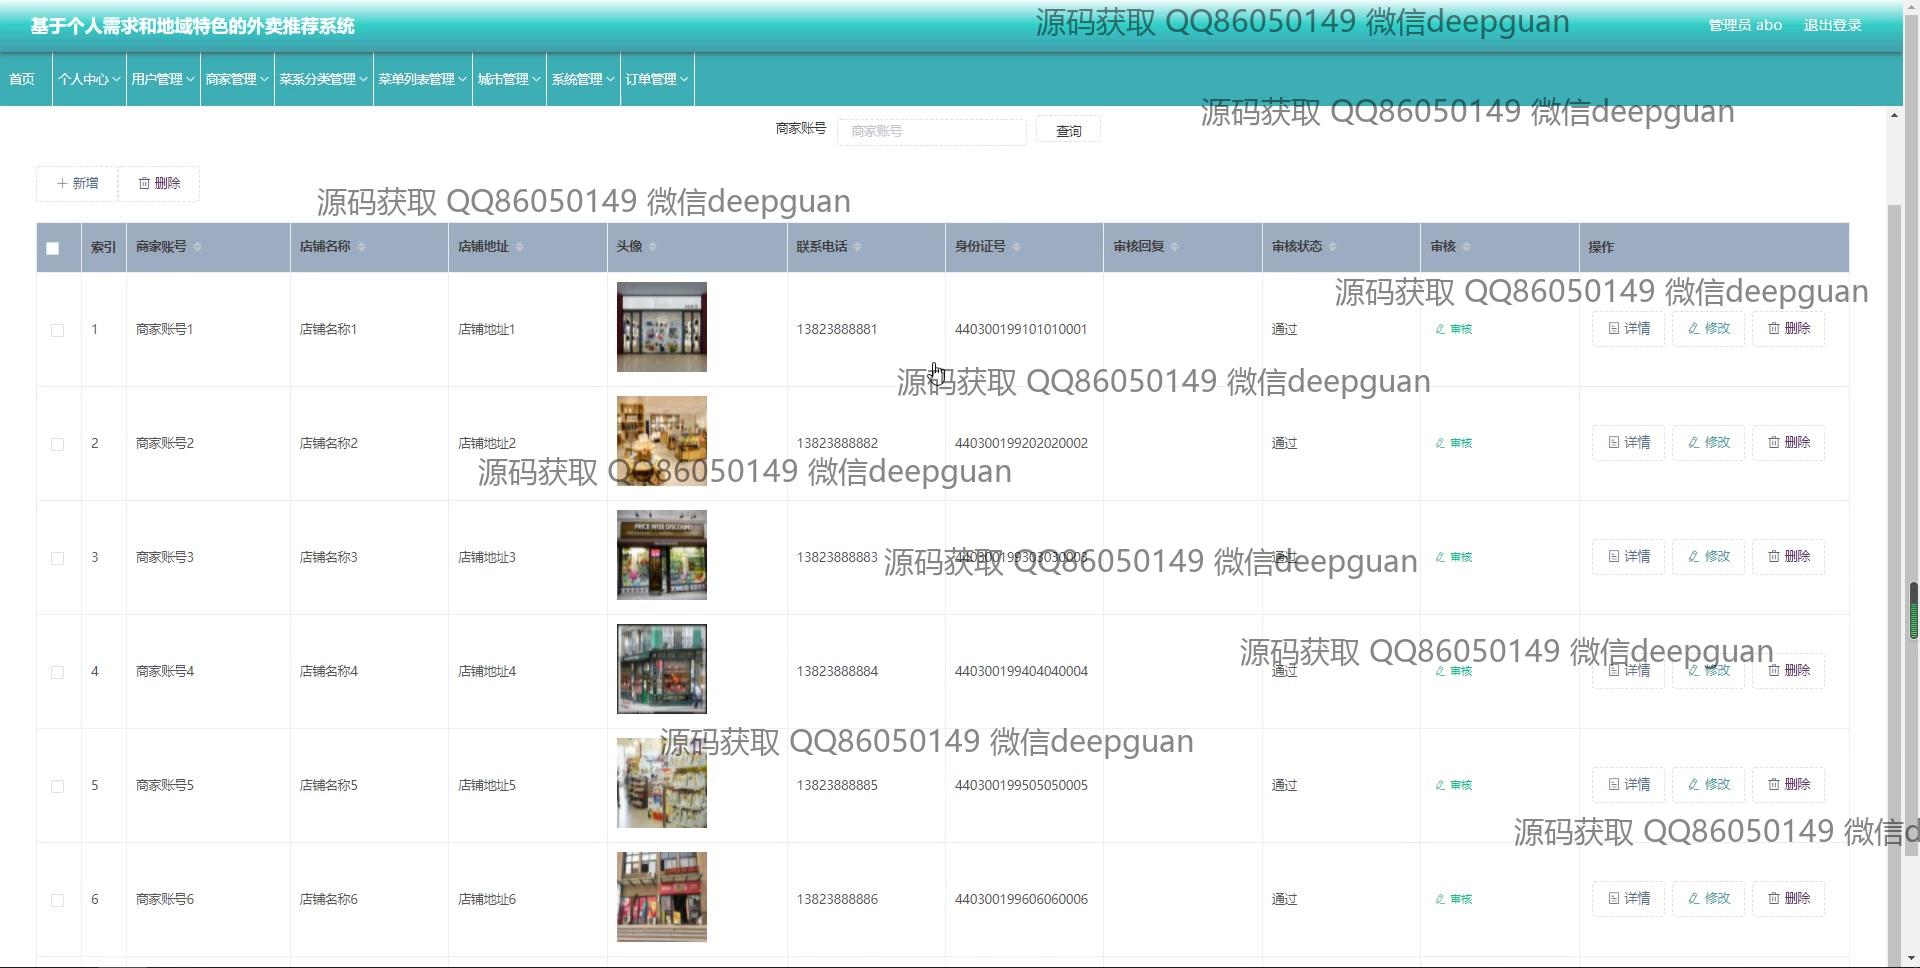 基于个人需求和地域特色的外卖推荐系统
源码获取 QQ86050149 微信deepguan
管理员 abo 退出登录
首页 个人中心 用户管理 商家管理 菜系分类管理 菜单列表管理 城市管理 系统管理 订单管理
源码获取 QQ86050149 微信deepguan
商家账号 商家账号 查询
新增 删除
源码获取 QQ86050149 微信deepguan
索引 商家账号 店铺名称 店铺地址 头像 联系电话 身份证号 审核回复 审核状态 审核 操作
源码获取 QQ86050149 微信deepguan
1 商家账号1 店铺名称1 店铺地址1 13823888881 440300199101010001 通过 审核 详情 修改 删除
源码获取 QQ86050149 微信deepguan
2 商家账号2 店铺名称2 店铺地址2 13823888882 440300199202020002 通过 审核 详情 修改 删除
源码获取 QQ86050149 微信deepguan
PRICE WISE DISCOUNT
3 商家账号3 店铺名称3 店铺地址3 13823888883 440300199303030003 通过 审核 详情 修改 删除
源码获取 QQ86050149 微信deepguan
源码获取 QQ86050149 微信deepguan
4 商家账号4 店铺名称4 店铺地址4 13823888884 440300199404040004 通过 审核 详情 修改 删除
源码获取 QQ86050149 微信deepguan
5 商家账号5 店铺名称5 店铺地址5 13823888885 440300199505050005 通过 审核 详情 修改 删除
源码获取 QQ86050149 微信d
6 商家账号6 店铺名称6 店铺地址6 13823888886 440300199606060006 通过 审核 详情 修改 删除